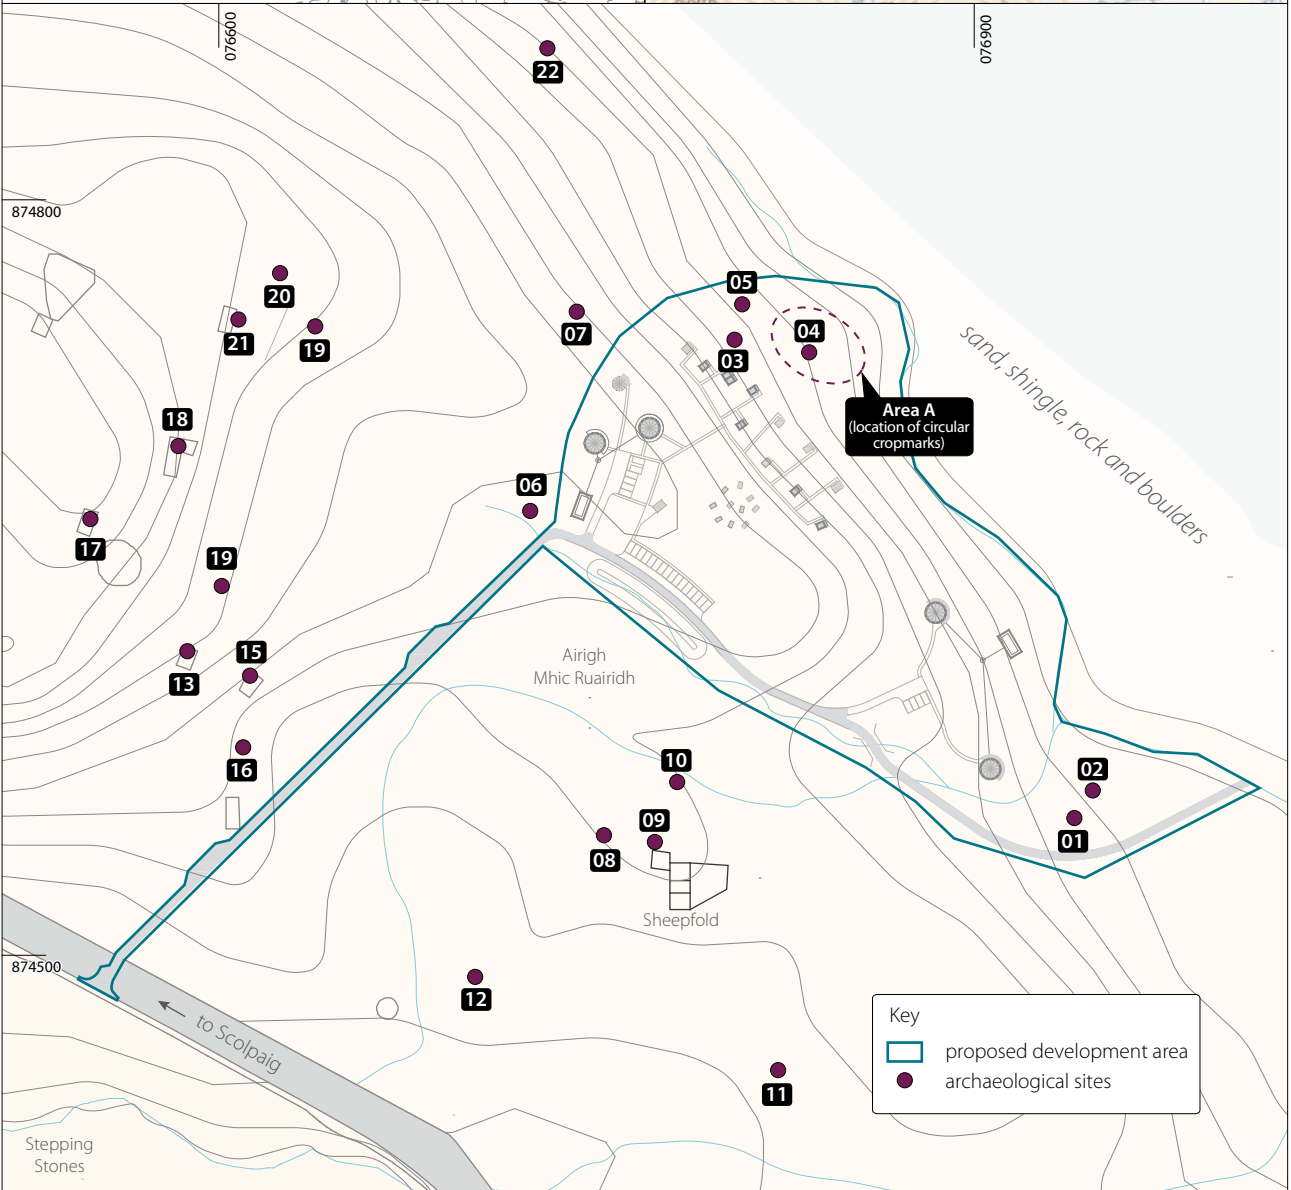 076600
076900
22
874800
20
21
19
05
04
07
03
Area A
(location of circular
cropmarks)
sand, shingle, rock and boulders
18
06
17
19
13
15
Airigh
Mhic Ruairidh
16
10
02
09
01
08
Sheepfold
874500
12
to Scolpaig
11
Key
proposed development area
archaeological sites
Stepping
Stones